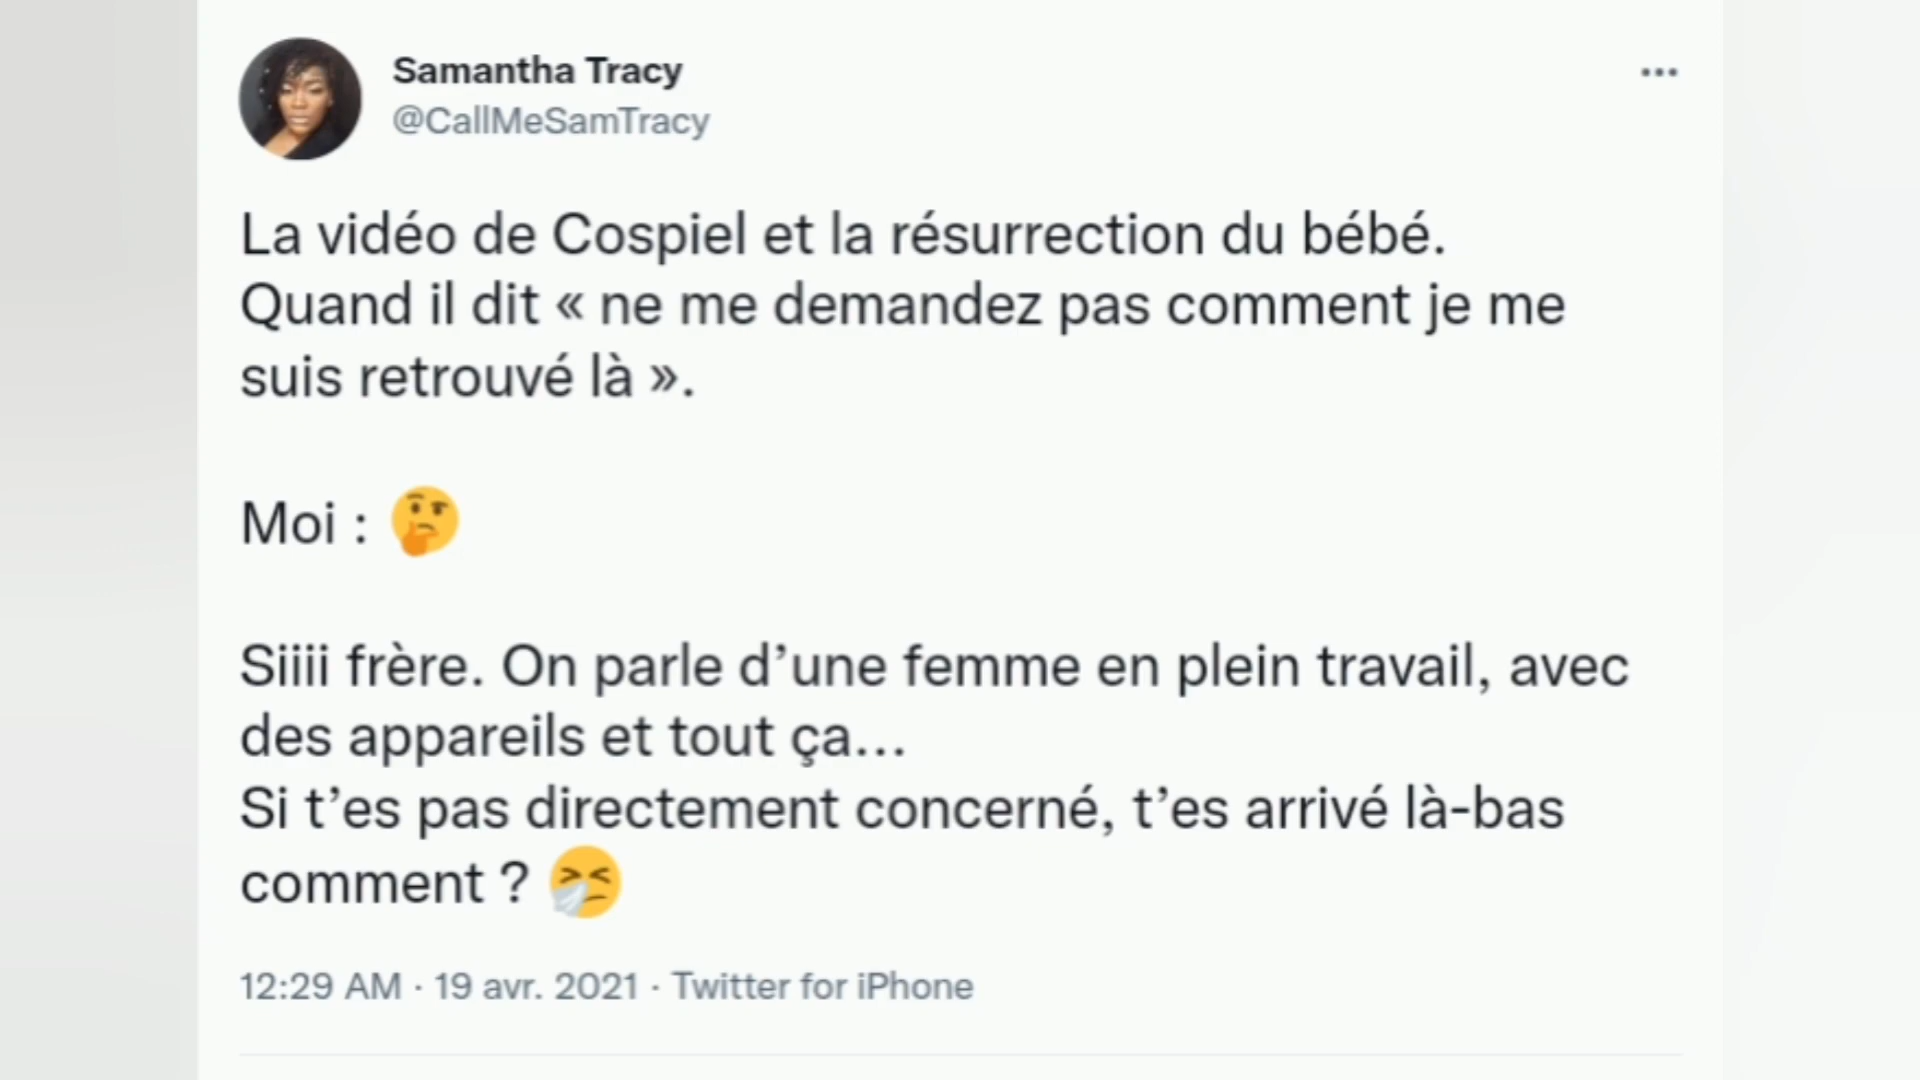 Samantha Tracy
@CallMeSamTracy
La vidéo de Cospiel et la résurrection du bébé.
Quand il dit « ne me demandez pas comment je me
suis retrouvé là ».
Moi : 🤔
Siiii frère. On parle d’une femme en plein travail, avec
des appareils et tout ça…
Si t’es pas directement concerné, t’es arrivé là-bas
comment ? 🤧
12:29 AM · 19 avr. 2021 · Twitter for iPhone